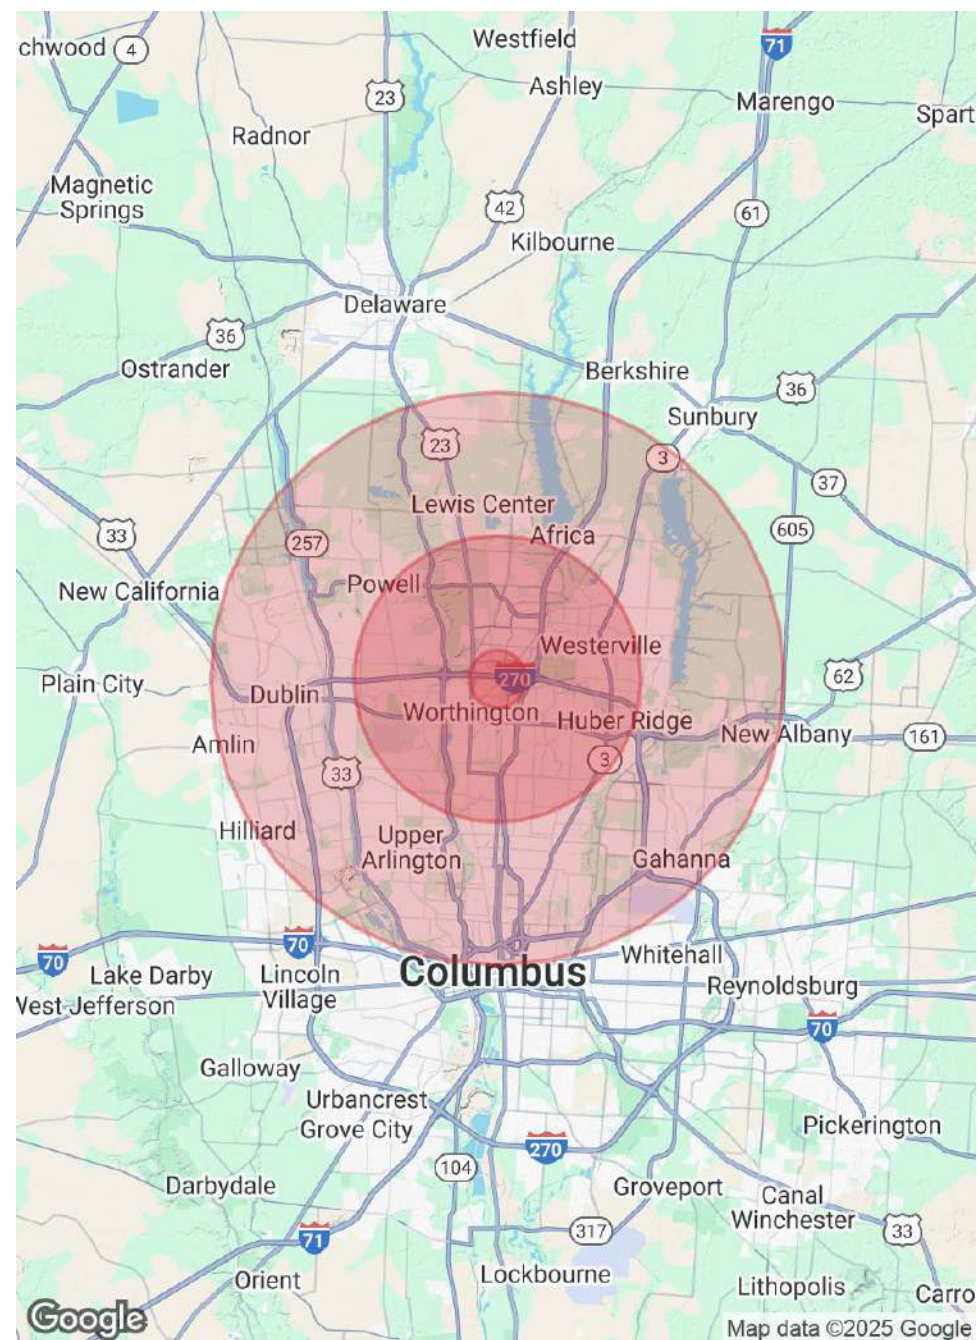 Westfield
chwood
4
71
23
Ashley
Marengo
Spart
Radnor
Magnetic
Springs
42
61
Kilbourne
Delaware
36
Ostrander
Berkshire
36
Sunbury
23
3
37
Lewis Center
33
257
Africa
605
New California
Powell
Westerville
Plain City
Dublin
270
62
Worthington
Huber Ridge
New Albany
161
Amlin
33
3
Hilliard
Upper
Arlington
Gahanna
70
70
Whitehall
Lake Darby
Lincoln
Village
Columbus
Reynoldsburg
West-Jefferson
70
Galloway
Urbancrest
Grove City
270
Pickerington
104
Darbydale
Groveport
Canal
Winchester
317
33
71
Orient
Lockbourne
Lithopolis
Carro
Google
Map data ©2025 Google